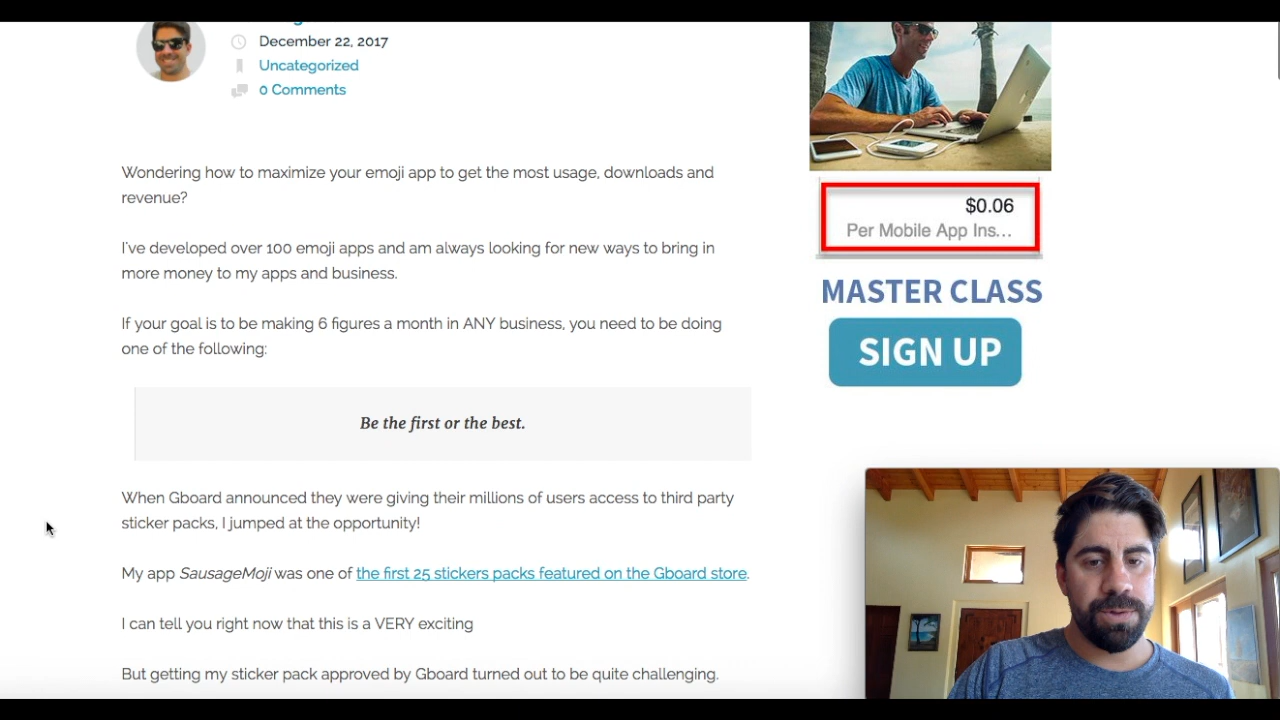 December 22, 2017
Uncategorized
0 Comments
Wondering how to maximize your emoji app to get the most usage, downloads and
revenue?
I've developed over 100 emoji apps and am always looking for new ways to bring in
more money to my apps and business.
If your goal is to be making 6 figures a month in ANY business, you need to be doing
one of the following:
Be the first or the best.
When Gboard announced they were giving their millions of users access to third party
sticker packs, I jumped at the opportunity!
My app SausageMoji was one of the first 25 stickers packs featured on the Gboard store.
I can tell you right now that this is a VERY exciting
But getting my sticker pack approved by Gboard turned out to be quite challenging.
$0.06
Per Mobile App Ins...
MASTER CLASS
SIGN UP